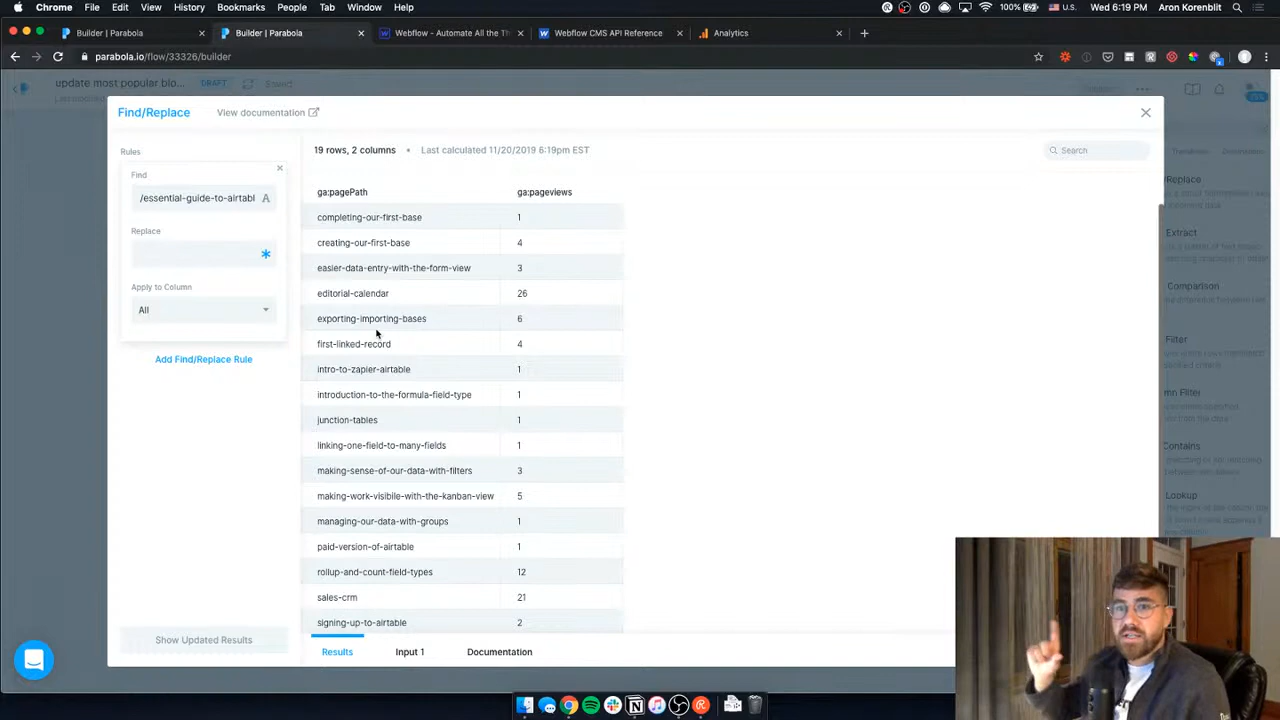 Chrome File Edit View History Bookmarks People Tab Window Help 100% U.S. Wed 6:19 PM Aron Korenblit
Builer | Parabola
Builder | Parabola
Webflow - Automate All the Th
Webflow CMS API Reference
Analytics
parabola.io/flow/33326/builder
update most popular blo...
DRAFT
Saved
Find/Replace
View documentation
Rules
19 rows, 2 columns • Last calculated 11/20/2019 6:19pm EST
Search
Find
/essential-guide-to-airtabl
Replace
Apply to Column
All
Add Find/Replace Rule
Show Updated Results
ga:pagePath ga:pageviews
completing-our-first-base 1
creating-our-first-base 4
easier-data-entry-with-the-form-view 3
editorial-calendar 26
exporting-importing-bases 6
first-linked-record 4
intro-to-zapier-airtable 1
introduction-to-the-formula-field-type 1
junction-tables 1
linking-one-field-to-many-fields 1
making-sense-of-our-data-with-filters 3
making-work-visibile-with-the-kanban-view 5
managing-our-data-with-groups 1
paid-version-of-airtable 1
rollup-and-count-field-types 12
sales-crm 21
signing-up-to-airtable 2
Results Input 1 Documentation
/Replace
Extract
Comparison
Filter
mn Filter
Contains
Lookup